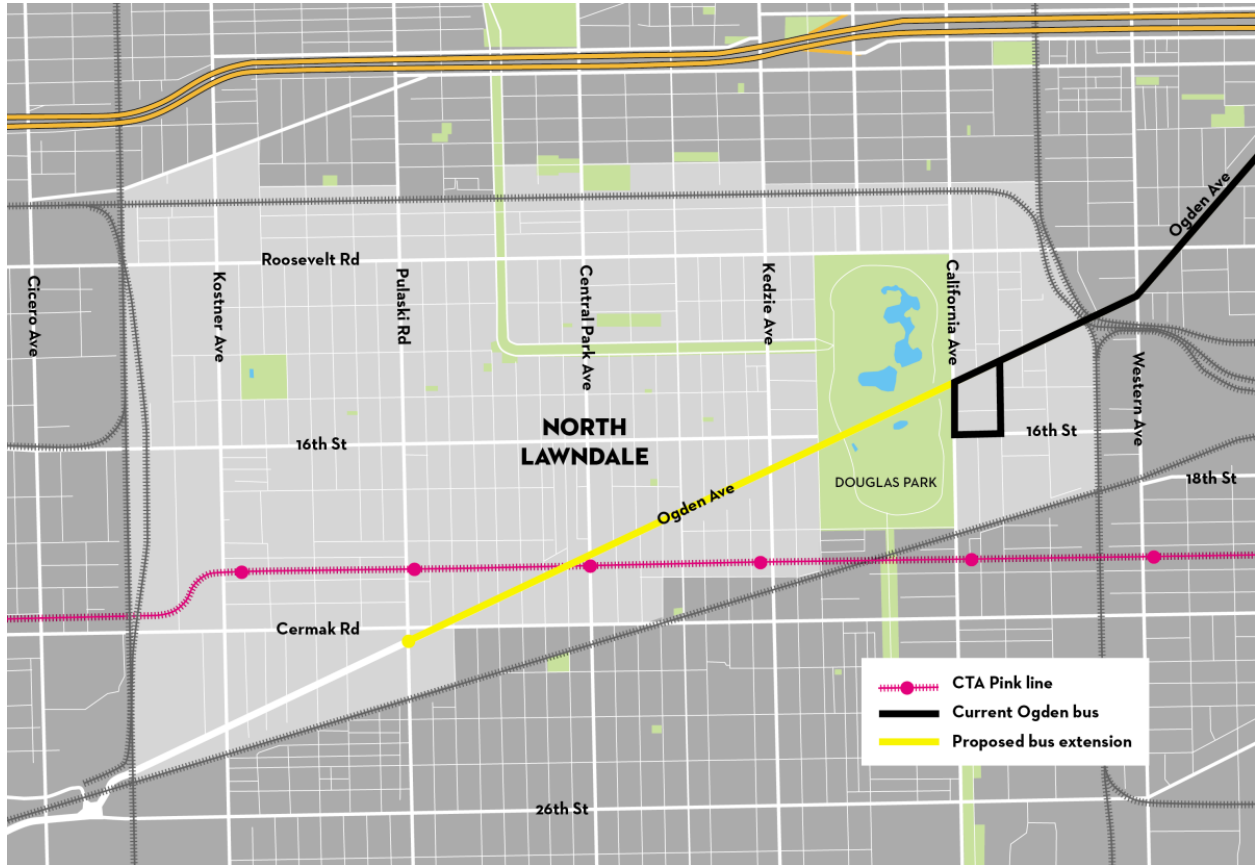 Ogden Ave
Roosevelt Rd
Cicero Ave
Kostner Ave
Pulaski Rd
Central Park Ave
Kedzie Ave
California Ave
Western Ave
16th St
NORTH
LAWNDALE
16th St
DOUGLAS PARK
18th St
Ogden Ave
Cermak Rd
CTA Pink line
Current Ogden bus
Proposed bus extension
26th St